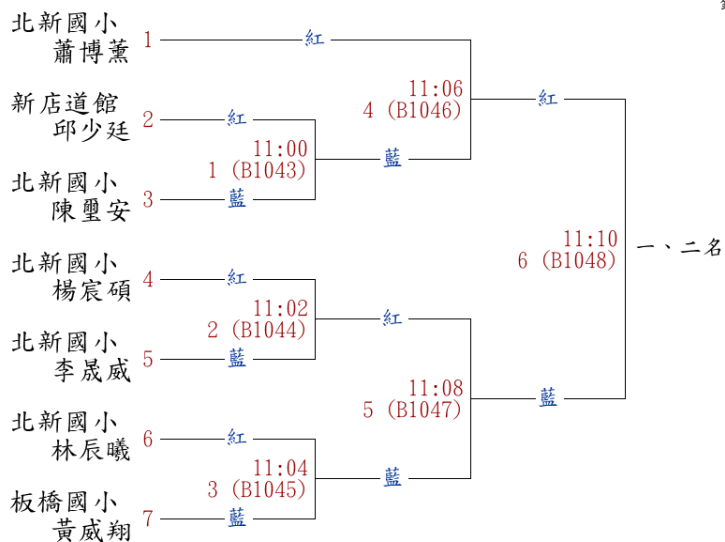 北新國小
蕭博薰 1 紅
11:06
4 (B1046)
紅
新店道館
邱少廷 2 紅
11:00
1 (B1043)
藍
北新國小
陳璽安 3 藍
11:10
6 (B1048)
一、二名
北新國小
楊宸碩 4 紅
11:02
2 (B1044)
紅
北新國小
李晟威 5 藍
11:08
5 (B1047)
藍
北新國小
林辰曦 6 紅
11:04
3 (B1045)
藍
板橋國小
黃威翔 7 藍